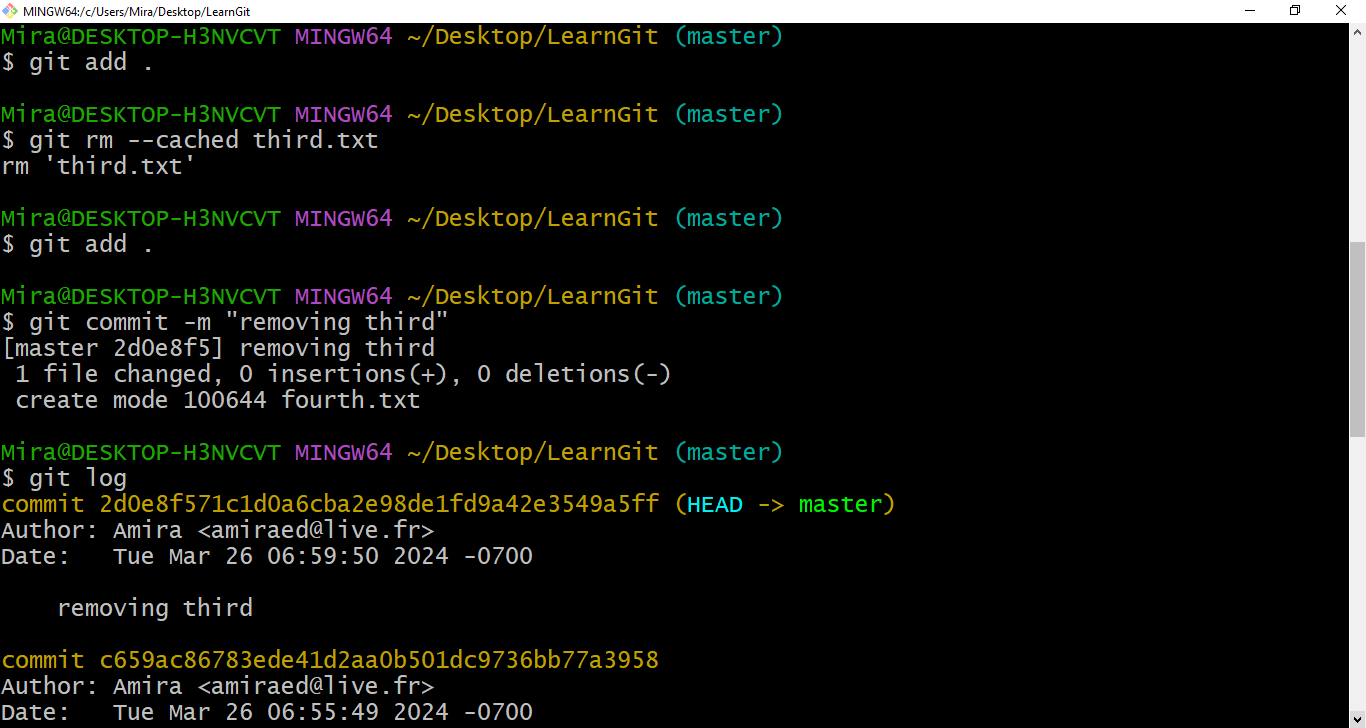 MINGW64:/c/Users/Mira/Desktop/LearnGit
Mira@DESKTOP-H3NVCVT MINGW64 ~/Desktop/LearnGit (master)
$ git add .
Mira@DESKTOP-H3NVCVT MINGW64 ~/Desktop/LearnGit (master)
$ git rm --cached third.txt
rm 'third.txt'
Mira@DESKTOP-H3NVCVT MINGW64 ~/Desktop/LearnGit (master)
$ git add .
Mira@DESKTOP-H3NVCVT MINGW64 ~/Desktop/LearnGit (master)
$ git commit -m "removing third"
[master 2d0e8f5] removing third
 1 file changed, 0 insertions(+), 0 deletions(-)
 create mode 100644 fourth.txt
Mira@DESKTOP-H3NVCVT MINGW64 ~/Desktop/LearnGit (master)
$ git log
commit 2d0e8f571c1d0a6cba2e98de1fd9a42e3549a5ff (HEAD -> master)
Author: Amira <amiraed@live.fr>
Date:   Tue Mar 26 06:59:50 2024 -0700
    removing third
commit c659ac86783ede41d2aa0b501dc9736bb77a3958
Author: Amira <amiraed@live.fr>
Date:   Tue Mar 26 06:55:49 2024 -0700